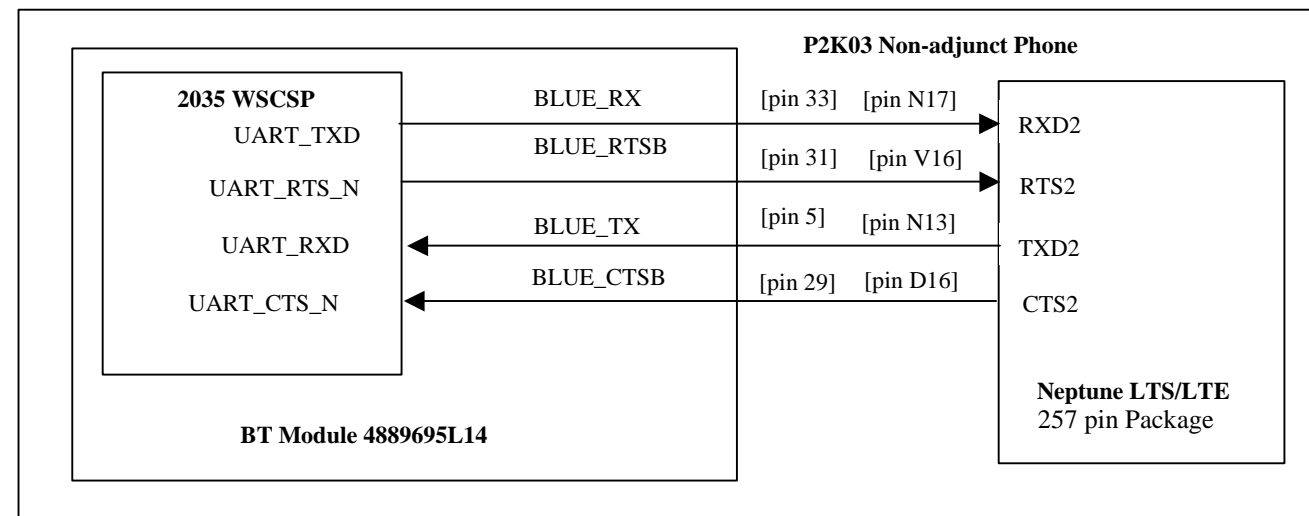 P2K03 Non-adjunct Phone
2035 WSCSP
BLUE_RX [pin 33] [pin N17]
UART_TXD RXD2
BLUE_RTSB [pin 31] [pin V16]
UART_RTS_N RTS2
BLUE_TX [pin 5] [pin N13]
UART_RXD TXD2
BLUE_CTSB [pin 29] [pin D16]
UART_CTS_N CTS2
Neptune LTS/LTE
257 pin Package
BT Module 4889695L14